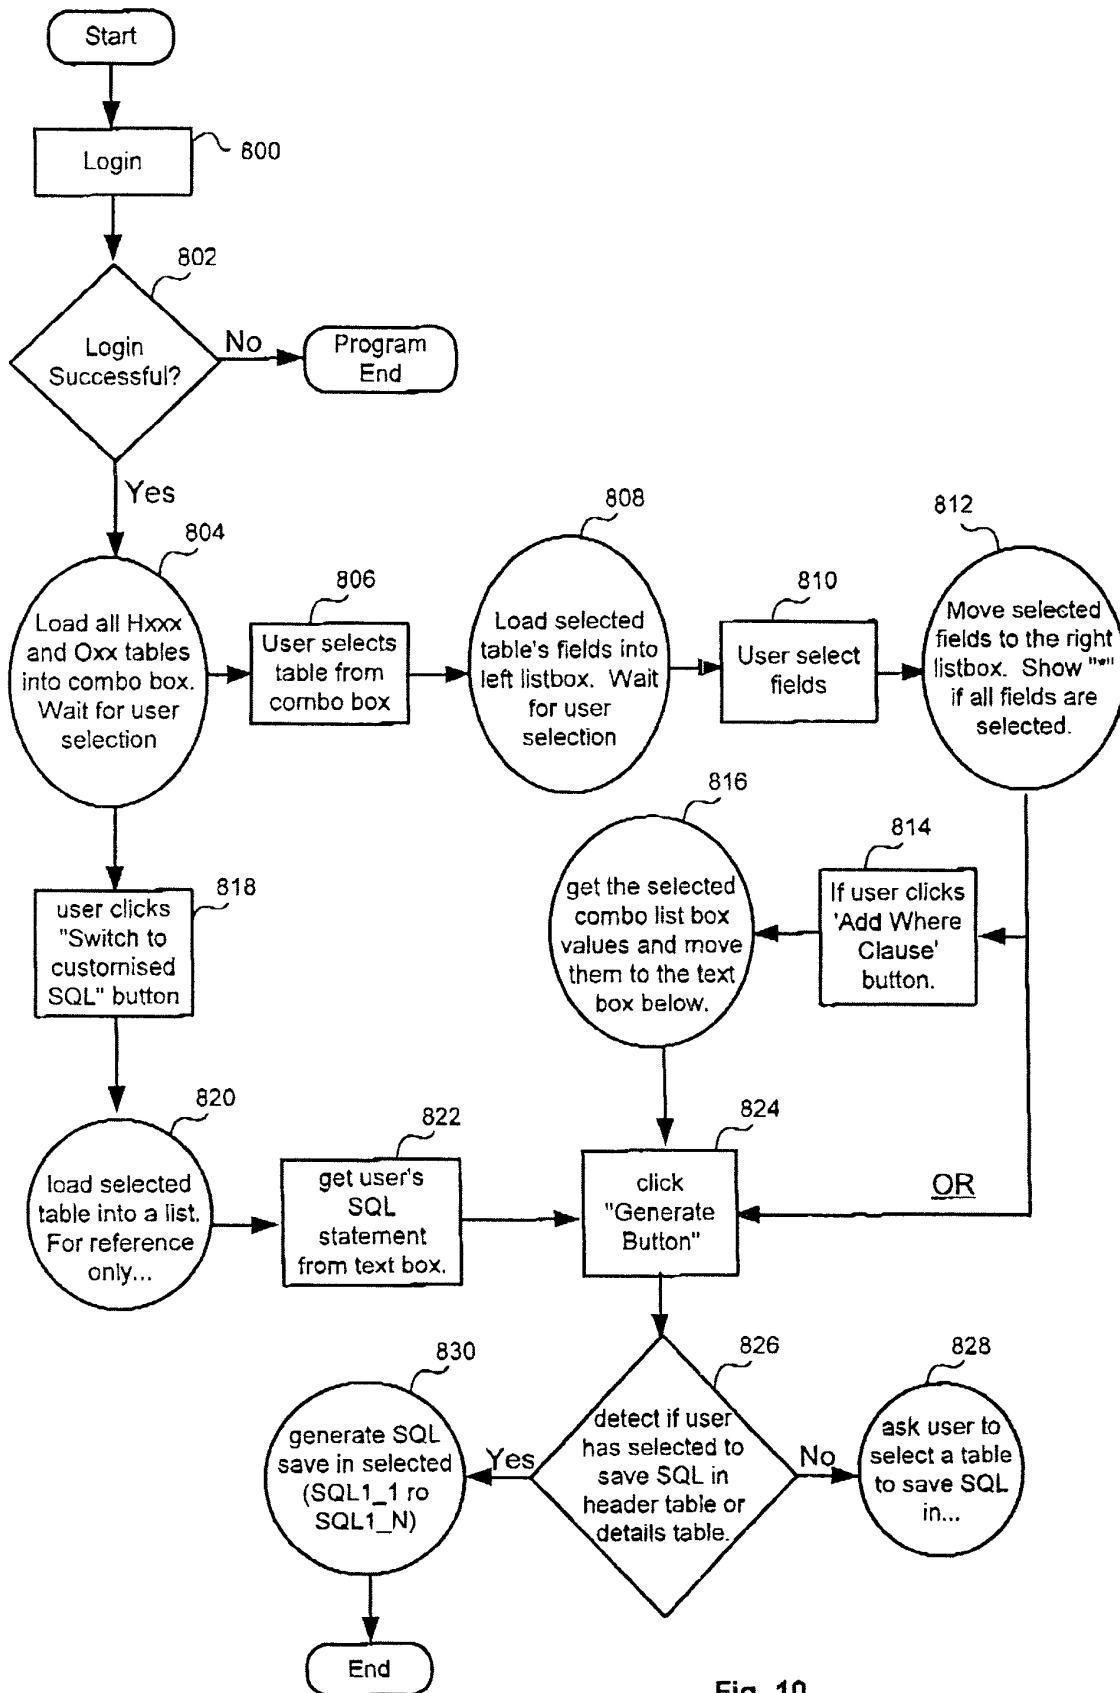 Start
Login
800
802
Login
Successful?
No
Program
End
Yes
804
Load all Hxxx
and Oxx tables
into combo box.
Wait for user
selection
806
User selects
table from
combo box
808
Load selected
table's fields into
left listbox. Wait
for user
selection
810
User select
fields
812
Move selected
fields to the right
listbox. Show "*"
if all fields are
selected.
816
get the selected
combo list box
values and move
them to the text
box below.
814
If user clicks
'Add Where
Clause'
button.
818
user clicks
"Switch to
customised
SQL" button
820
load selected
table into a list.
For reference
only...
822
get user's
SQL
statement
from text box.
824
click
"Generate
Button"
OR
826
detect if user
has selected to
save SQL in
header table or
details table.
Yes
No
830
generate SQL
save in selected
(SQL1_1 ro
SQL1_N)
828
ask user to
select a table
to save SQL
in...
End
Fig. 10